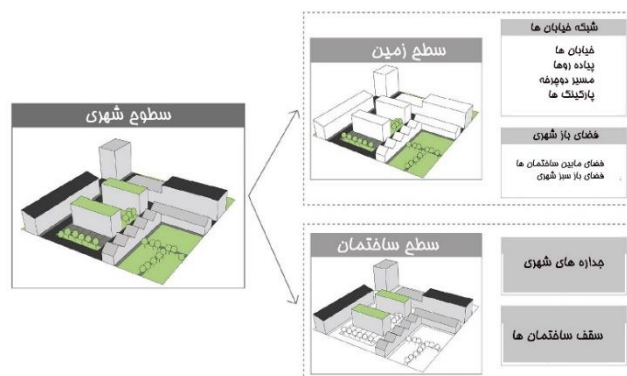 سطوح شهری
سطح زمین
شبکه خیابان ها
خیابان ها
پیاده روها
مسیر دوچرخه
پارکینگ ها
فضای باز شهری
فضای مابین ساختمان ها
فضای باز سبز شهری
سطح ساختمان
جداره های شهری
سقف ساختمان ها